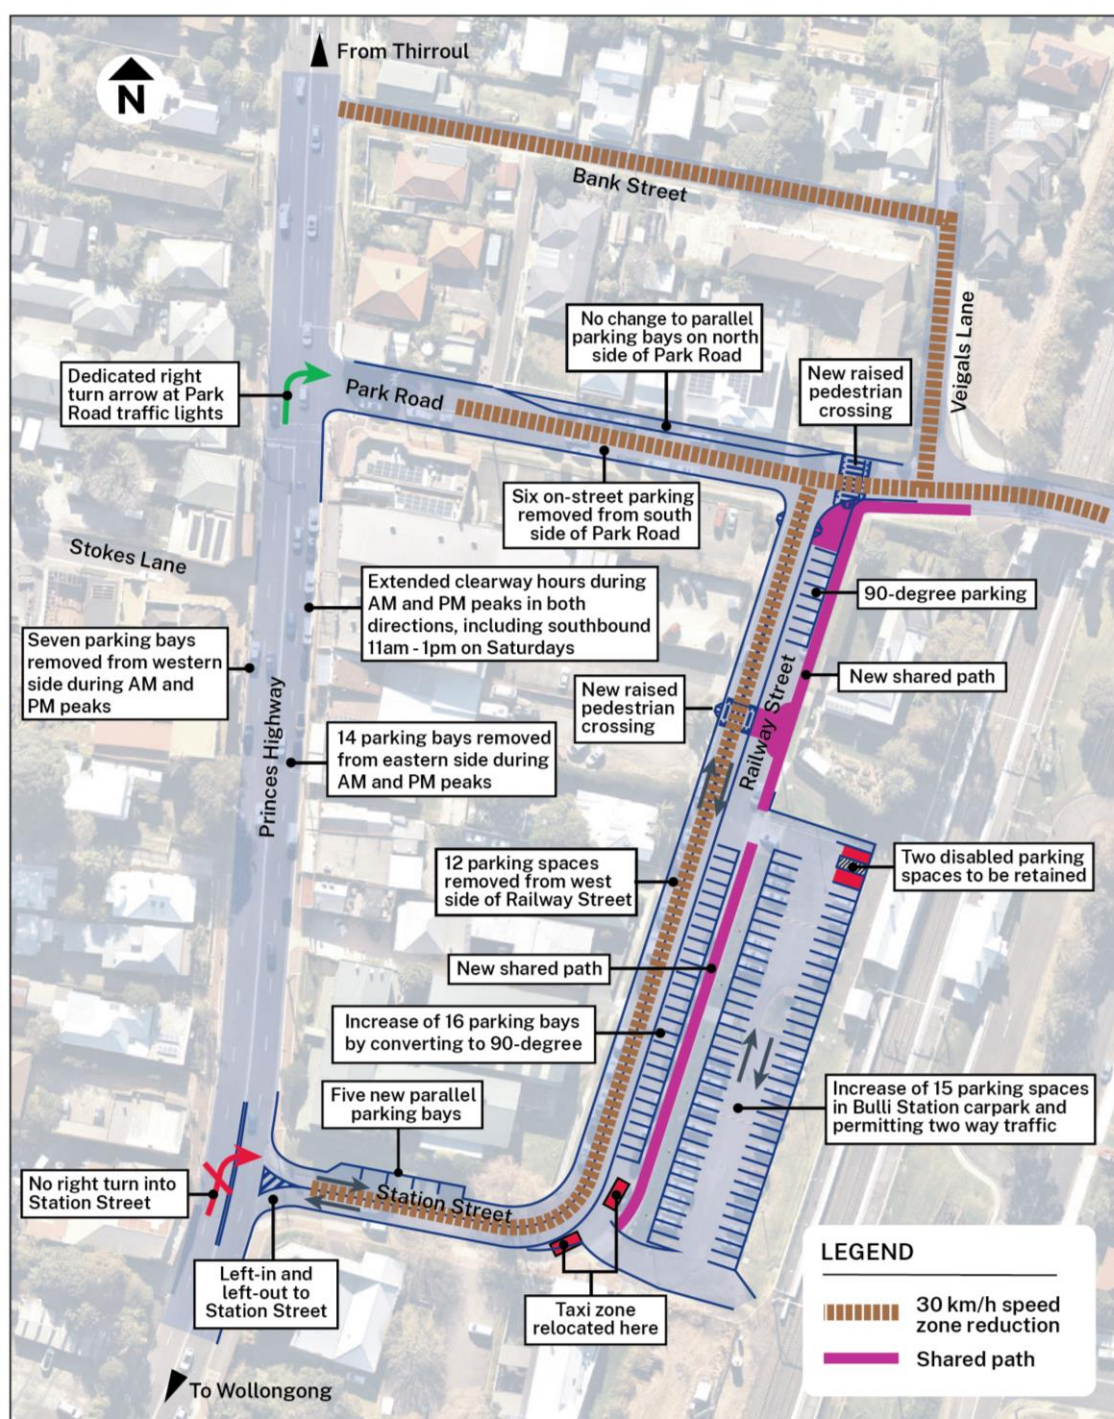 From Thirroul
N
Bank Street
Veigals Lane
No change to parallel
parking bays on north
side of Park Road
New raised
pedestrian
crossing
Dedicated right
turn arrow at Park
Road traffic lights
Park Road
Six on-street parking
removed from south
side of Park Road
Stokes Lane
Extended clearway hours during
AM and PM peaks in both
directions, including southbound
11am - 1pm on Saturdays
90-degree parking
Seven parking bays
removed from western
side during AM and
PM peaks
New shared path
New raised
pedestrian
crossing
Railway Street
Princes Highway
14 parking bays removed
from eastern side during
AM and PM peaks
12 parking spaces
removed from west
side of Railway Street
Two disabled parking
spaces to be retained
New shared path
Increase of 16 parking bays
by converting to 90-degree
Five new parallel
parking bays
Increase of 15 parking spaces
in Bulli Station carpark and
permitting two way traffic
No right turn into
Station Street
Station Street
Left-in and
left-out to
Station Street
Taxi zone
relocated here
LEGEND
30 km/h speed
zone reduction
Shared path
To Wollongong